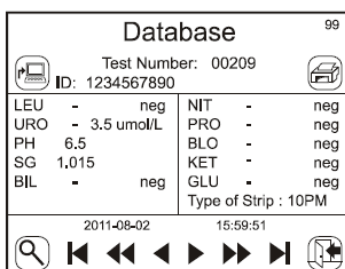 Database
99
Test Number: 00209
ID: 1234567890
LEU - neg
URO - 3.5 umol/L
PH 6.5
SG 1.015
BIL - neg
NIT - neg
PRO - neg
BLO - neg
KET - neg
GLU - neg
Type of Strip : 10PM
2011-08-02 15:59:51